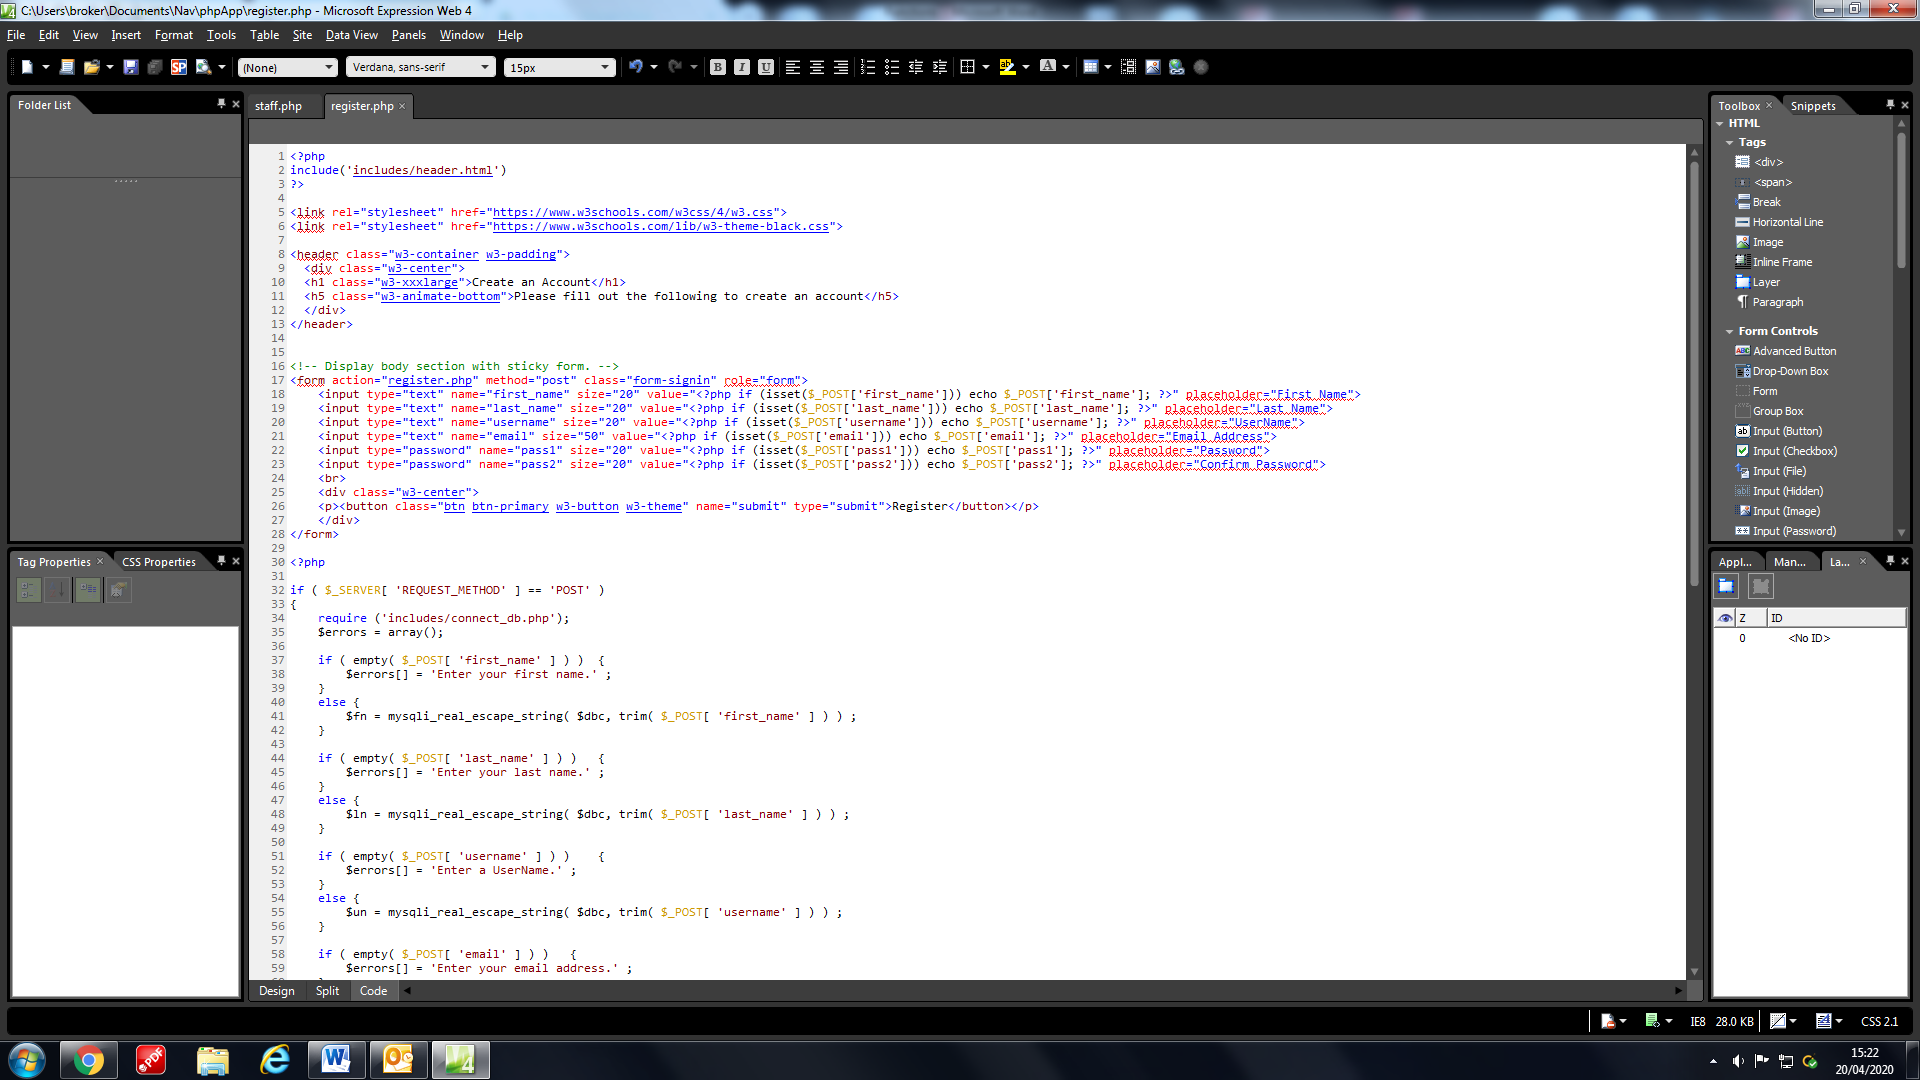 C:\Users\broker\Documents\Nav\phpApp\register.php - Microsoft Expression Web 4
File Edit View Insert Format Tools Table Site Data View Panels Window Help
(None) Verdana, sans-serif 15px
Folder List
staff.php register.php
1 <?php
2 include('includes/header.html')
3 ?>
4
5 <link rel="stylesheet" href="https://www.w3schools.com/w3css/4/w3.css">
6 <link rel="stylesheet" href="https://www.w3schools.com/lib/w3-theme-black.css">
7
8 <header class="w3-container w3-padding">
9 <div class="w3-center">
10 <h1 class="w3-xxxlarge">Create an Account</h1>
11 <h5 class="w3-animate-bottom">Please fill out the following to create an account</h5>
12 </div>
13 </header>
14
15
16 <!-- Display body section with sticky form. -->
17 <form action="register.php" method="post" class="form-signin" role="form">
18 <input type="text" name="first_name" size="20" value="<?php if (isset($_POST['first_name'])) echo $_POST['first_name']; ?>" placeholder="First Name">
19 <input type="text" name="last_name" size="20" value="<?php if (isset($_POST['last_name'])) echo $_POST['last_name']; ?>" placeholder="Last Name">
20 <input type="text" name="username" size="20" value="<?php if (isset($_POST['username'])) echo $_POST['username']; ?>" placeholder="UserName">
21 <input type="text" name="email" size="50" value="<?php if (isset($_POST['email'])) echo $_POST['email']; ?>" placeholder="Email Address">
22 <input type="password" name="pass1" size="20" value="<?php if (isset($_POST['pass1'])) echo $_POST['pass1']; ?>" placeholder="Password">
23 <input type="password" name="pass2" size="20" value="<?php if (isset($_POST['pass2'])) echo $_POST['pass2']; ?>" placeholder="Confirm Password">
24 <br>
25 <div class="w3-center">
26 <p><button class="btn btn-primary w3-button w3-theme" name="submit" type="submit">Register</button></p>
27 </div>
28 </form>
29
30 <?php
31
32 if ( $_SERVER[ 'REQUEST_METHOD' ] == 'POST' )
33 {
34 require ('includes/connect_db.php');
35 $errors = array();
36
37 if ( empty( $_POST[ 'first_name' ] ) ) {
38 $errors[] = 'Enter your first name.' ;
39 }
40 else {
41 $fn = mysqli_real_escape_string( $dbc, trim( $_POST[ 'first_name' ] ) ) ;
42 }
43
44 if ( empty( $_POST[ 'last_name' ] ) ) {
45 $errors[] = 'Enter your last name.' ;
46 }
47 else {
48 $ln = mysqli_real_escape_string( $dbc, trim( $_POST[ 'last_name' ] ) ) ;
49 }
50
51 if ( empty( $_POST[ 'username' ] ) ) {
52 $errors[] = 'Enter a UserName.' ;
53 }
54 else {
55 $un = mysqli_real_escape_string( $dbc, trim( $_POST[ 'username' ] ) ) ;
56 }
57
58 if ( empty( $_POST[ 'email' ] ) ) {
59 $errors[] = 'Enter your email address.' ;
Design Split Code
Tag Properties CSS Properties
Toolbox Snippets
HTML
Tags
<div>
<span>
Break
Horizontal Line
Image
Inline Frame
Layer
Paragraph
Form Controls
Advanced Button
Drop-Down Box
Form
Group Box
Input (Button)
Input (Checkbox)
Input (File)
Input (Hidden)
Input (Image)
Input (Password)
Appl... Man... La...
Z ID
0 <No ID>
IE8 28.0 KB CSS 2.1
15:22
20/04/2020